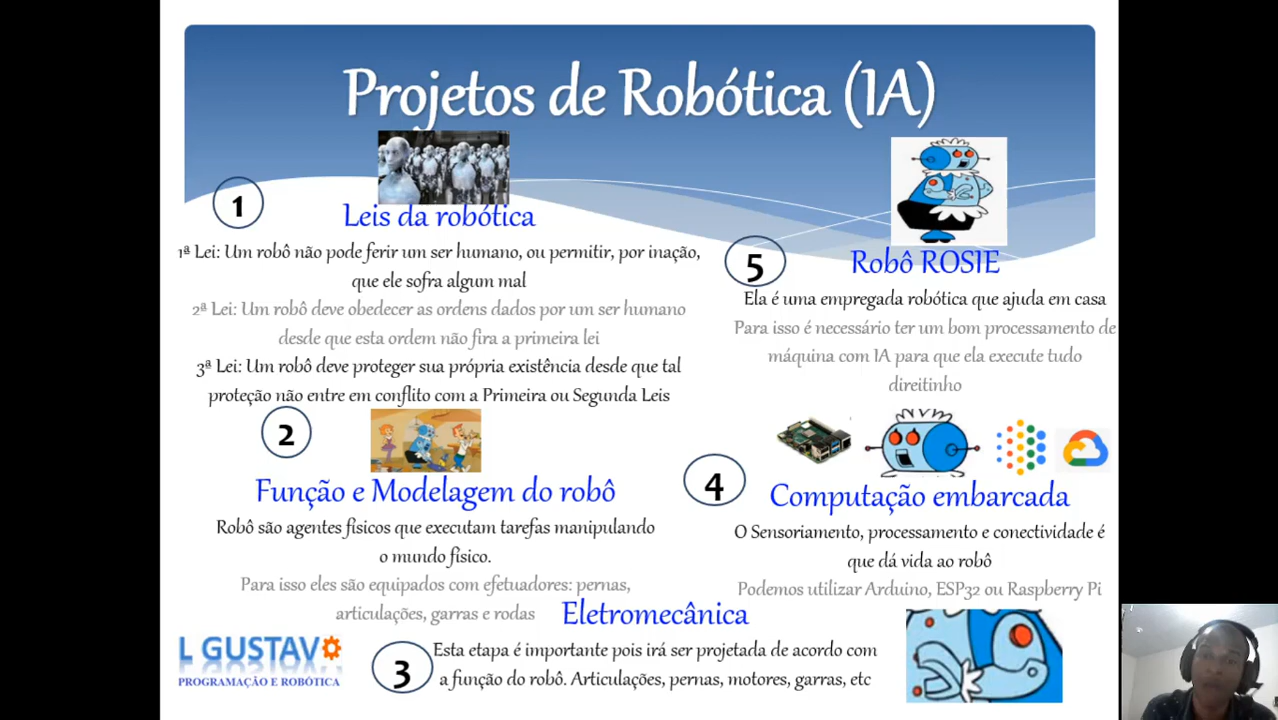 Projetos de Robótica (IA)
1
Leis da robótica
1ª Lei: Um robô não pode ferir um ser humano, ou permitir, por inação,
que ele sofra algum mal
2ª Lei: Um robô deve obedecer as ordens dados por um ser humano
desde que esta ordem não fira a primeira lei
3ª Lei: Um robô deve proteger sua própria existência desde que tal
proteção não entre em conflito com a Primeira ou Segunda Leis
2
Função e Modelagem do robô
Robô são agentes físicos que executam tarefas manipulando
o mundo físico.
Para isso eles são equipados com efetuadores: pernas,
articulações, garras e rodas
3
Eletromecânica
Esta etapa é importante pois irá ser projetada de acordo com
a função do robô. Articulações, pernas, motores, garras, etc
4
Computação embarcada
O Sensoriamento, processamento e conectividade é
que dá vida ao robô
Podemos utilizar Arduino, ESP32 ou Raspberry Pi
5
Robô ROSIE
Ela é uma empregada robótica que ajuda em casa
Para isso é necessário ter um bom processamento de
máquina com IA para que ela execute tudo
direitinho
L GUSTAVO
PROGRAMAÇÃO E ROBÓTICA